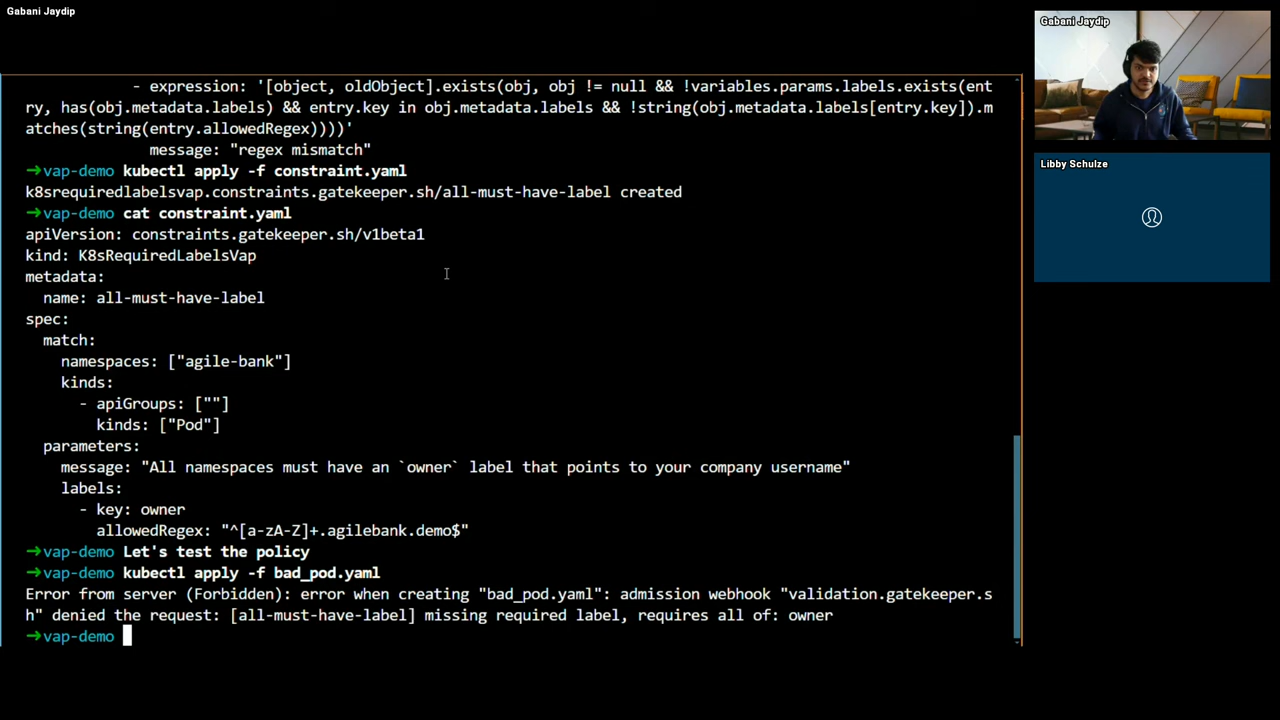 Gabani Jaydip
- expression: '[object, oldObject].exists(obj, obj != null && !variables.params.labels.exists(ent
ry, has(obj.metadata.labels) && entry.key in obj.metadata.labels && !string(obj.metadata.labels[entry.key]).m
atches(string(entry.allowedRegex))))'
message: "regex mismatch"
→vap-demo kubectl apply -f constraint.yaml
k8srequiredlabelsvap.constraints.gatekeeper.sh/all-must-have-label created
→vap-demo cat constraint.yaml
apiVersion: constraints.gatekeeper.sh/v1beta1
kind: K8sRequiredLabelsVap
metadata:
name: all-must-have-label
spec:
match:
namespaces: ["agile-bank"]
kinds:
- apiGroups: [""]
kinds: ["Pod"]
parameters:
message: "All namespaces must have an `owner` label that points to your company username"
labels:
- key: owner
allowedRegex: "^[a-zA-Z]+.agilebank.demo$"
→vap-demo Let's test the policy
→vap-demo kubectl apply -f bad_pod.yaml
Error from server (Forbidden): error when creating "bad_pod.yaml": admission webhook "validation.gatekeeper.s
h" denied the request: [all-must-have-label] missing required label, requires all of: owner
→vap-demo
Gabani Jaydip
Libby Schulze